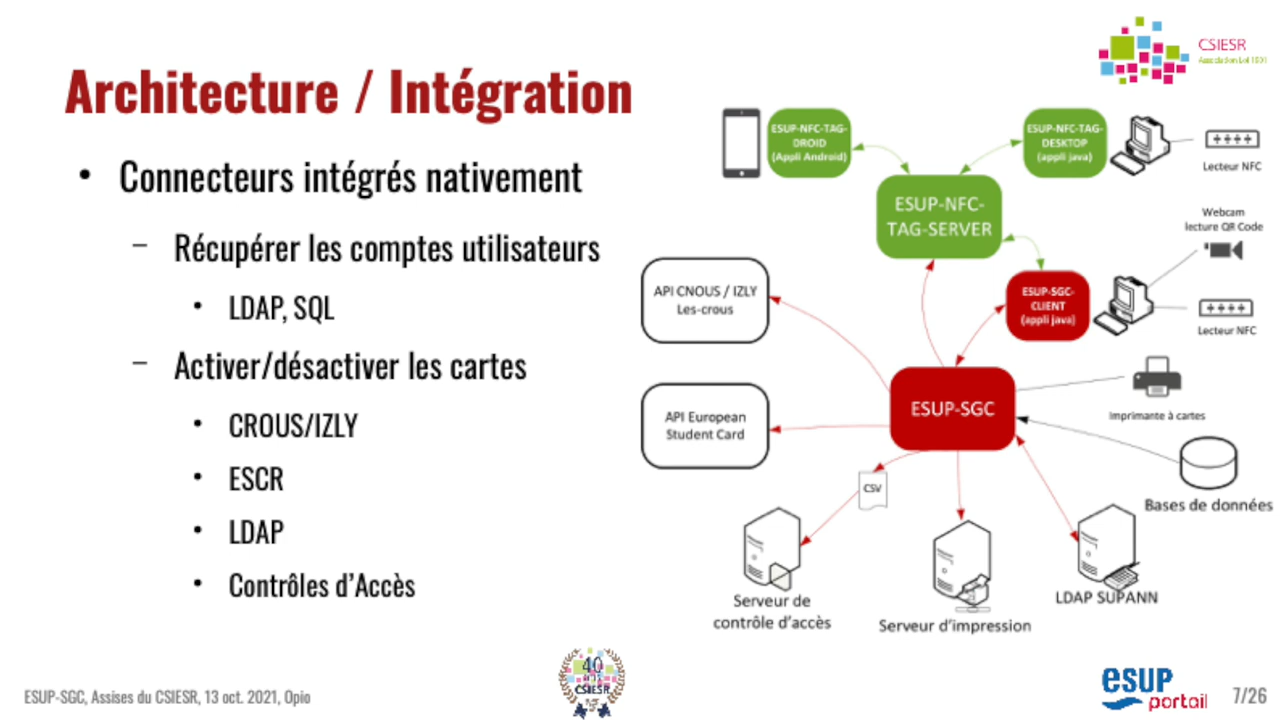 CSIESR
Association Loi 1901
Architecture / Intégration
• Connecteurs intégrés nativement
– Récupérer les comptes utilisateurs
• LDAP, SQL
– Activer/désactiver les cartes
• CROUS/IZLY
• ESCR
• LDAP
• Contrôles d'Accès
ESUP-NFC-TAG-
DROID
(Appli Android)
ESUP-NFC-TAG-
DESKTOP
(appli java)
Lecteur NFC
ESUP-NFC-
TAG-SERVER
Webcam
lecture QR Code
API CNOUS / IZLY
Les-crous
ESUP-SGC-
CLIENT
(appli java)
Lecteur NFC
ESUP-SGC
Imprimante à cartes
API European
Student Card
CSV
Bases de données
Serveur de
contrôle d'accès
Serveur d'impression
LDAP SUPANN
ESUP-SGC, Assises du CSIESR, 13 oct. 2021, Opio
40
CSIESR
esup
portail
7/26